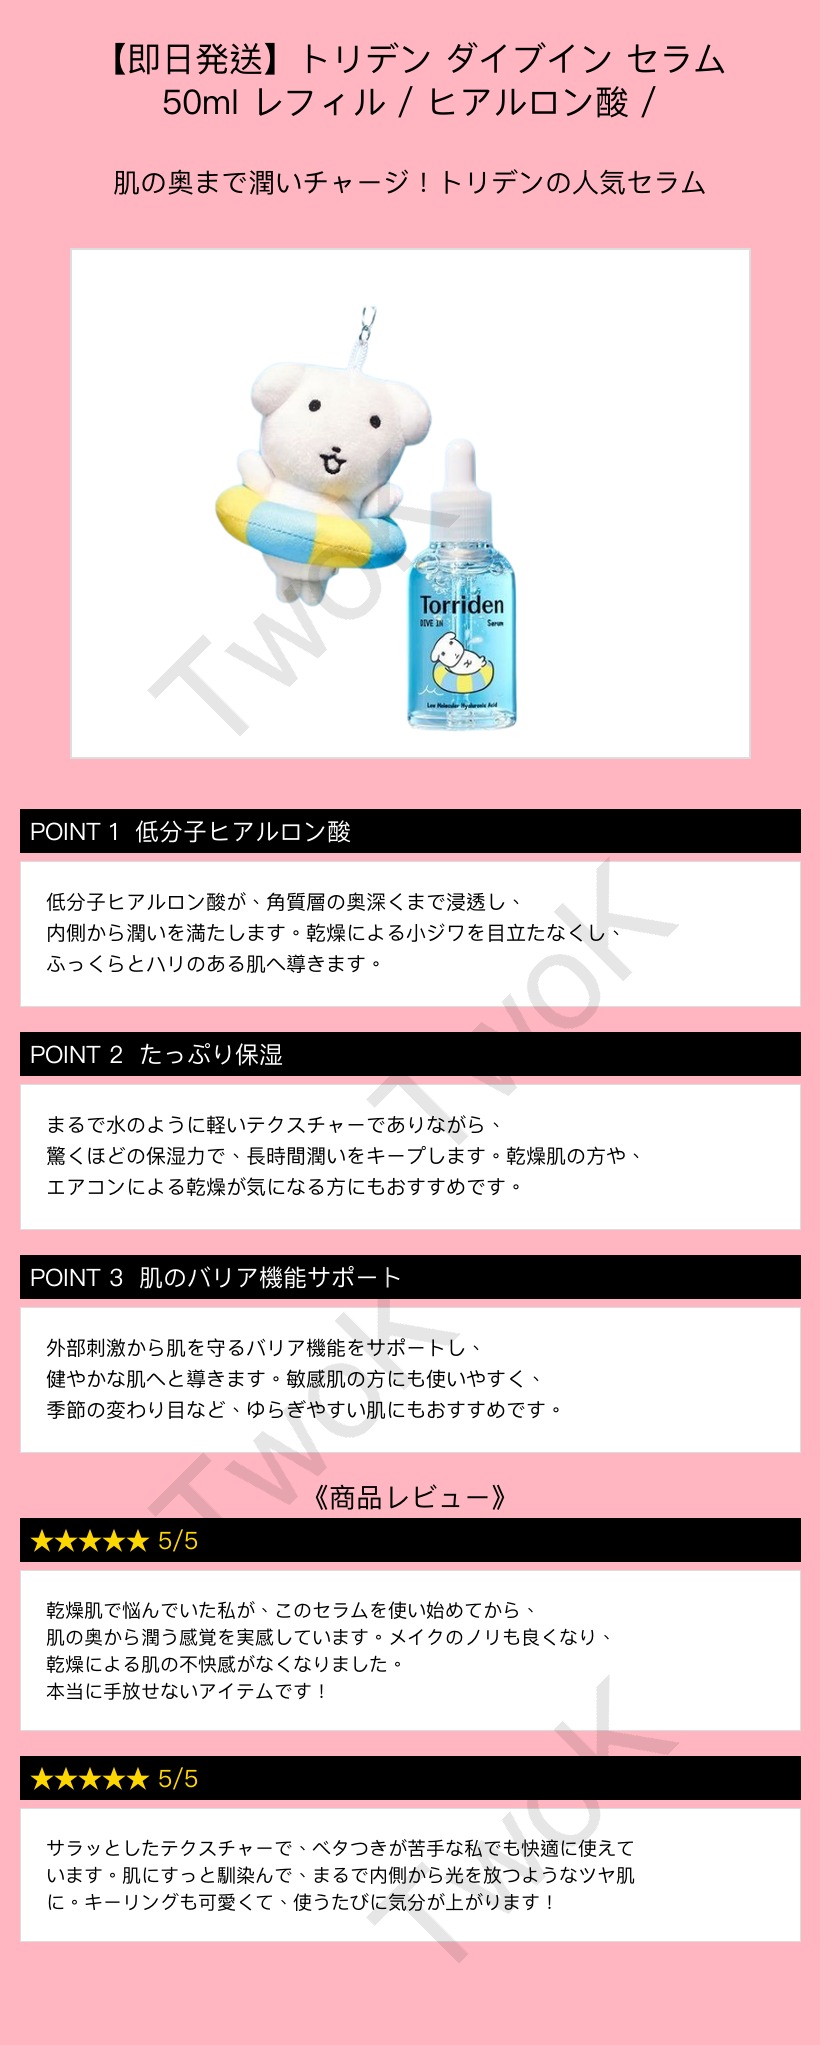 【即日発送】トリデン ダイブイン セラム
50ml レフィル / ヒアルロン酸 /
肌の奥まで潤いチャージ！トリデンの人気セラム
Torriden
DIVE IN Serum
Low Molecular Hyaluronic Acid
TwoK
POINT 1 低分子ヒアルロン酸
低分子ヒアルロン酸が、角質層の奥深くまで浸透し、
内側から潤いを満たします。乾燥による小ジワを目立たなくし、
ふっくらとハリのある肌へ導きます。
TwoK
POINT 2 たっぷり保湿
まるで水のように軽いテクスチャーでありながら、
驚くほどの保湿力で、長時間潤いをキープします。乾燥肌の方や、
エアコンによる乾燥が気になる方にもおすすめです。
POINT 3 肌のバリア機能サポート
外部刺激から肌を守るバリア機能をサポートし、
健やかな肌へと導きます。敏感肌の方にも使いやすく、
季節の変わり目など、ゆらぎやすい肌にもおすすめです。
TwoK
《商品レビュー》
★★★★★ 5/5
乾燥肌で悩んでいた私が、このセラムを使い始めてから、
肌の奥から潤う感覚を実感しています。メイクのノリも良くなり、
乾燥による肌の不快感がなくなりました。
本当に手放せないアイテムです！
★★★★★ 5/5
サラッとしたテクスチャーで、ベタつきが苦手な私でも快適に使えて
います。肌にすっと馴染んで、まるで内側から光を放つようなツヤ肌
に。キーリングも可愛くて、使うたびに気分が上がります！
TwoK